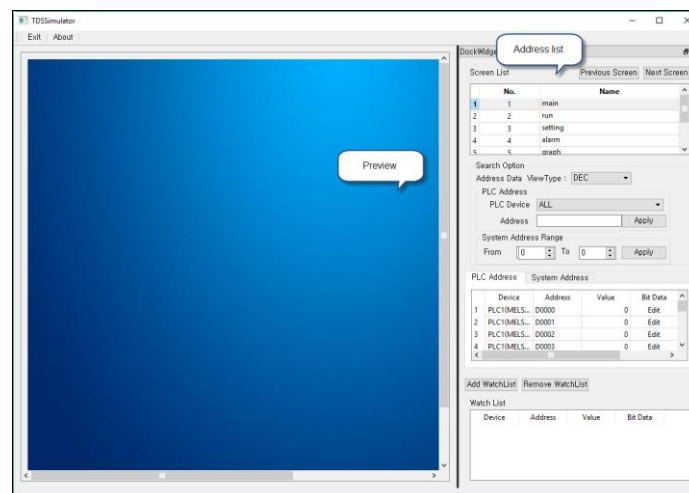 TDSSimulator
Exit About
DockWidge
Address list
Screen List Previous Screen Next Screen
No. Name
1 1 main
2 2 run
3 3 setting
4 4 alarm
5 5 graph
Preview
Search Option
Address Data ViewType : DEC
PLC Address
PLC Device ALL
Address Apply
System Address Range
From 0 To 0 Apply
PLC Address System Address
Device Address Value Bit Data
1 PLC1(MELS... D0000 0 Edit
2 PLC1(MELS... D0001 0 Edit
3 PLC1(MELS... D0002 0 Edit
4 PLC1(MELS... D0003 0 Edit
Add WatchList Remove WatchList
Watch List
Device Address Value Bit Data